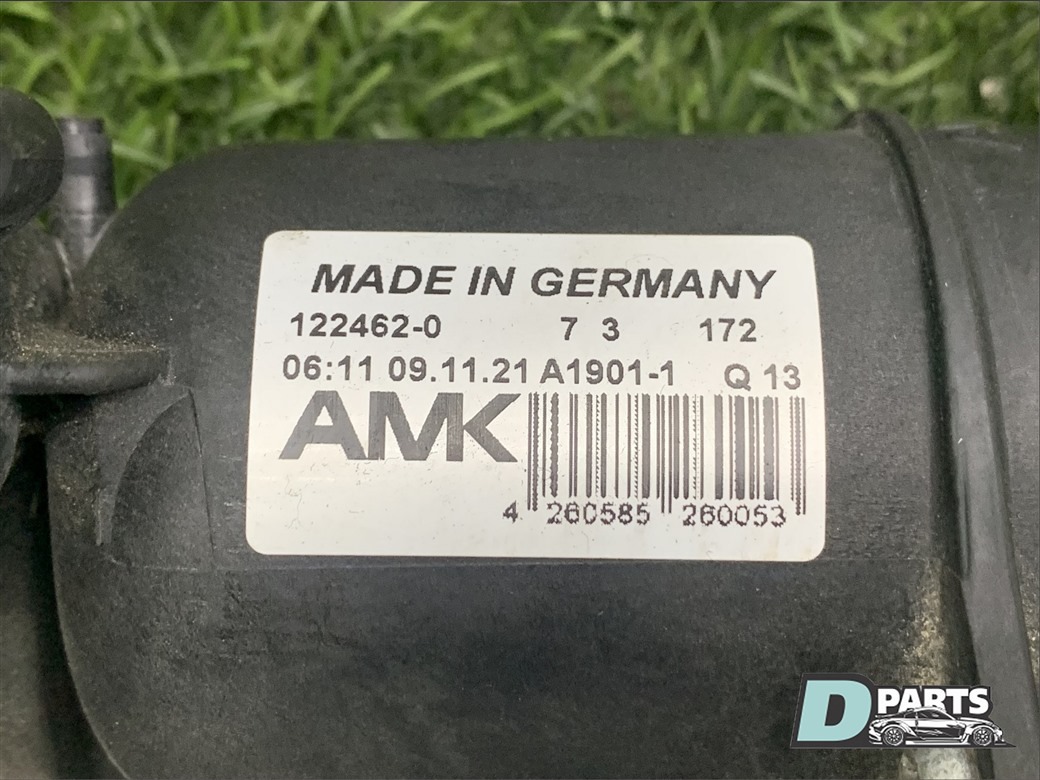 MADE IN GERMANY
122462-0 7 3 172
06:11 09.11.21 A1901-1 Q 13
AMK
4 260585 260053
D PARTS